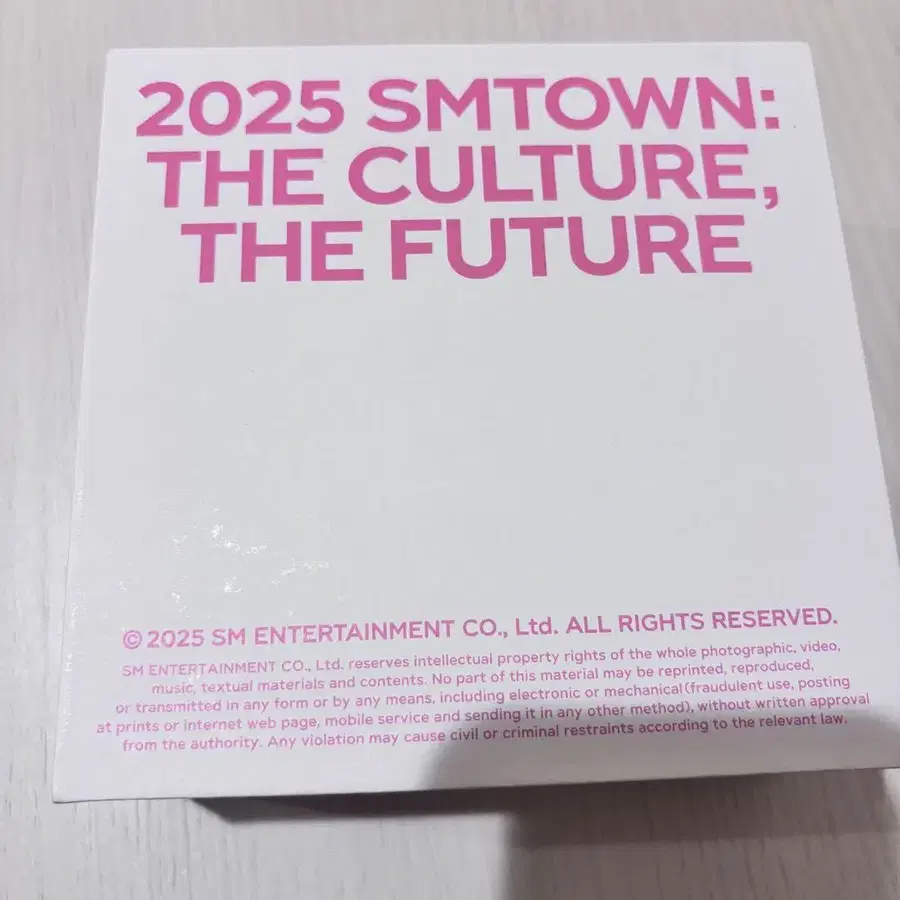 2025 SMTOWN:
THE CULTURE,
THE FUTURE
© 2025 SM ENTERTAINMENT CO., Ltd. ALL RIGHTS RESERVED.
SM ENTERTAINMENT CO., Ltd. reserves intellectual property rights of the whole photographic, video,
music, textual materials and contents. No part of this material may be reprinted, reproduced,
or transmitted in any form or by any means, including electronic or mechanical(fraudulent use, posting
at prints or Internet web page, mobile service and sending it in any other method), without written approval
from the authority. Any violation may cause civil or criminal restraints according to the relevant law.